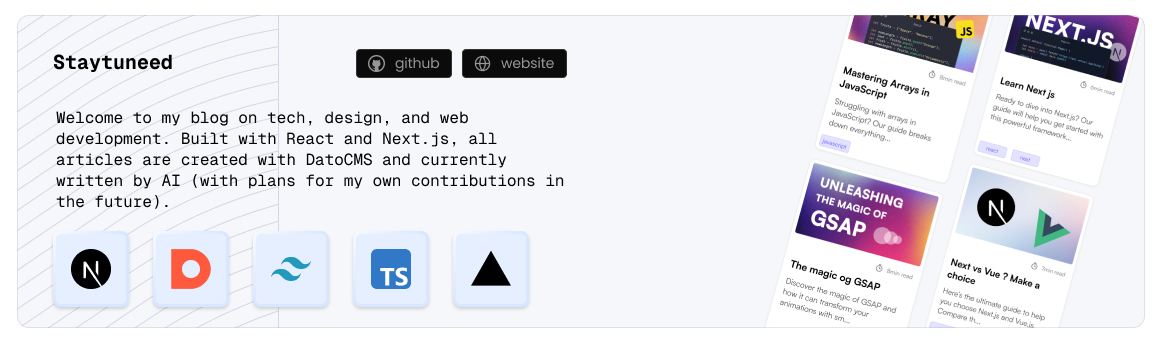 Staytuneed
github
website
Welcome to my blog on tech, design, and web
development. Built with React and Next.js, all
articles are created with DatoCMS and currently
written by AI (with plans for my own contributions in
the future).
N
D
TS
ARRAY
JS
Mastering Arrays in
JavaScript
8min read
Struggling with arrays in
JavaScript? Our guide breaks
down everything...
javascript
NEXT.JS
N
Learn Next js
8min read
Ready to dive into Next.js? Our
guide will help you get started with
this powerful framework...
react
next
UNLEASHING
THE MAGIC OF
GSAP
The magic og GSAP
8min read
Discover the magic of GSAP and
how it can transform your
animations with sm...
N
Next vs Vue ? Make a
choice
7min read
Here's the ultimate guide to help
you choose Next.js and Vue.js.
Compare th...